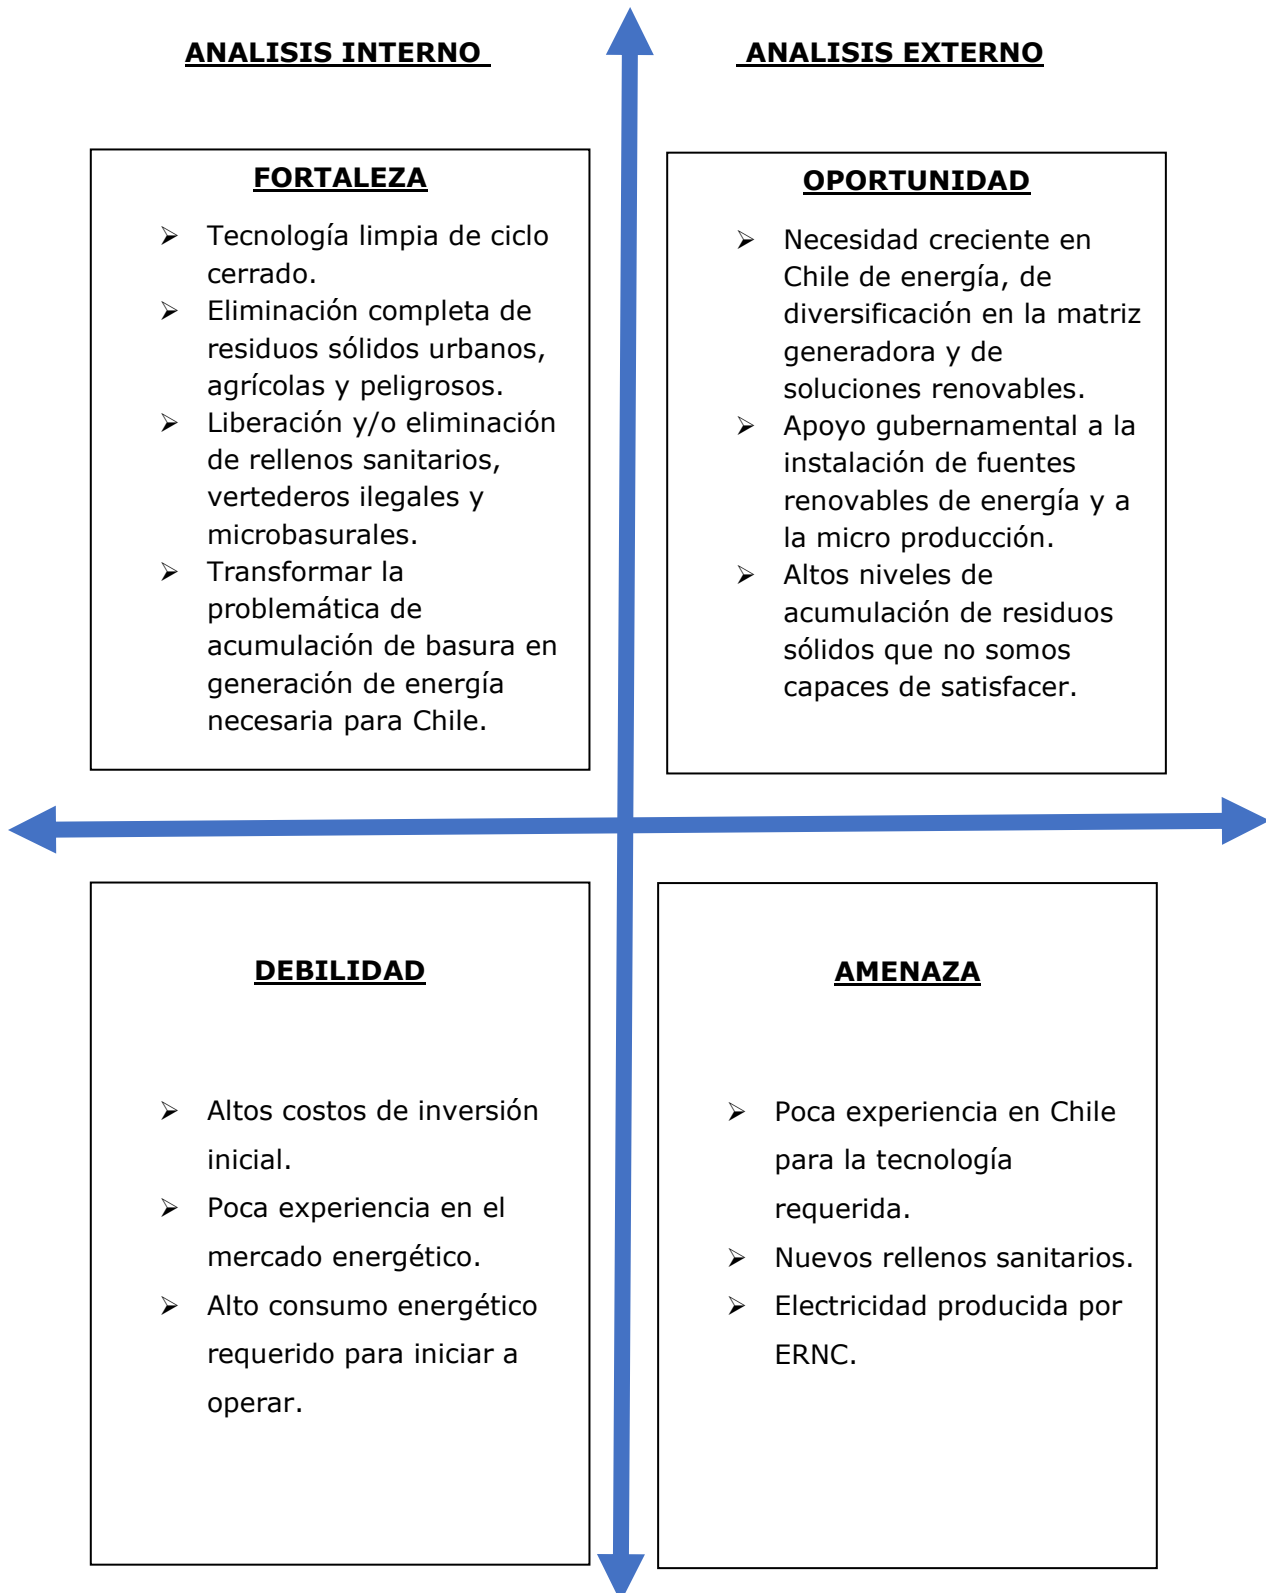 ANALISIS INTERNO
ANALISIS EXTERNO
FORTALEZA
➢ Tecnología limpia de ciclo
cerrado.
➢ Eliminación completa de
residuos sólidos urbanos,
agrícolas y peligrosos.
➢ Liberación y/o eliminación
de rellenos sanitarios,
vertederos ilegales y
microbasurales.
➢ Transformar la
problemática de
acumulación de basura en
generación de energía
necesaria para Chile.
OPORTUNIDAD
➢ Necesidad creciente en
Chile de energía, de
diversificación en la matriz
generadora y de
soluciones renovables.
➢ Apoyo gubernamental a la
instalación de fuentes
renovables de energía y a
la micro producción.
➢ Altos niveles de
acumulación de residuos
sólidos que no somos
capaces de satisfacer.
DEBILIDAD
➢ Altos costos de inversión
inicial.
➢ Poca experiencia en el
mercado energético.
➢ Alto consumo energético
requerido para iniciar a
operar.
AMENAZA
➢ Poca experiencia en Chile
para la tecnología
requerida.
➢ Nuevos rellenos sanitarios.
➢ Electricidad producida por
ERNC.